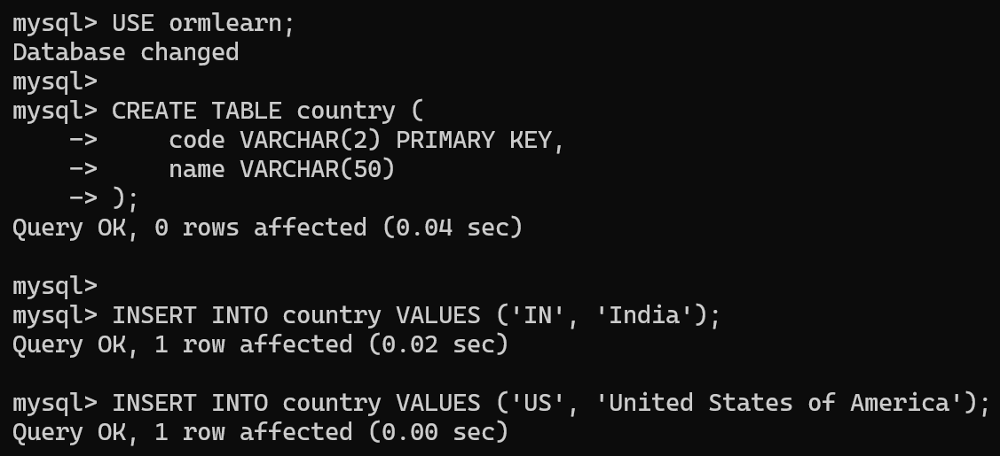 mysql> USE ormlearn;
Database changed
mysql>
mysql> CREATE TABLE country (
    ->     code VARCHAR(2) PRIMARY KEY,
    ->     name VARCHAR(50)
    -> );
Query OK, 0 rows affected (0.04 sec)

mysql>
mysql> INSERT INTO country VALUES ('IN', 'India');
Query OK, 1 row affected (0.02 sec)

mysql> INSERT INTO country VALUES ('US', 'United States of America');
Query OK, 1 row affected (0.00 sec)